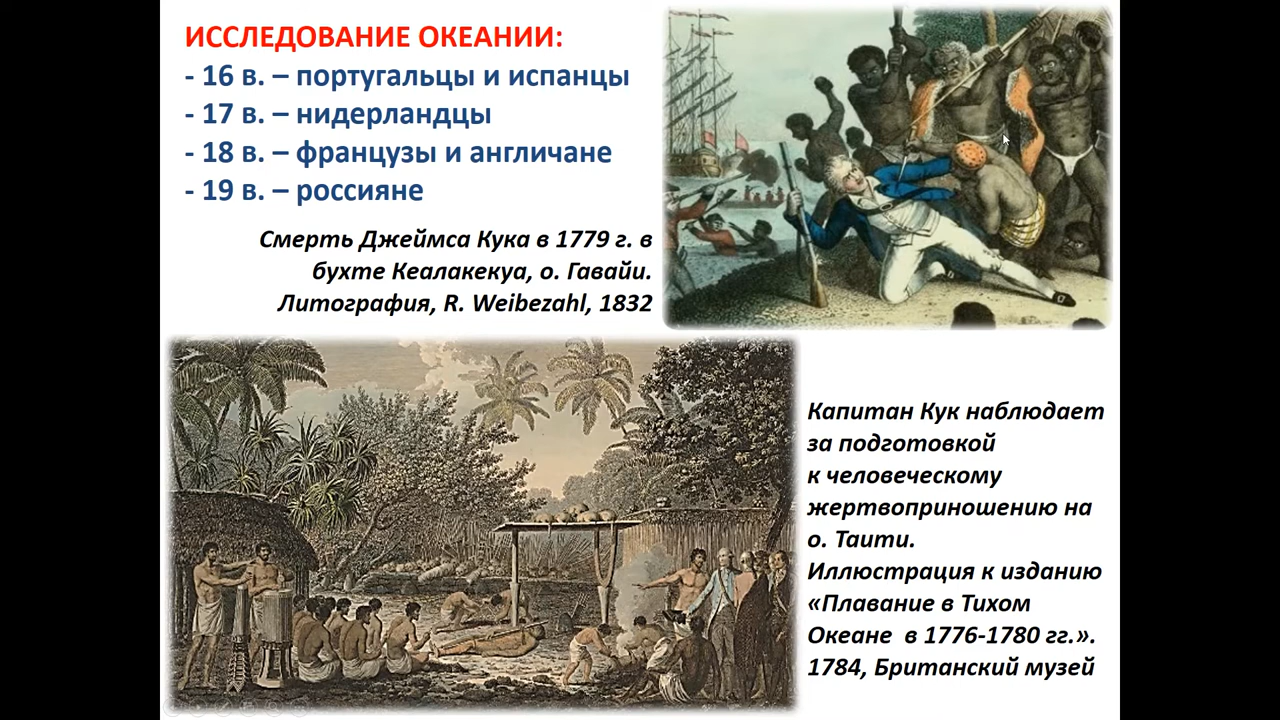 ИССЛЕДОВАНИЕ ОКЕАНИИ:
- 16 в. – португальцы и испанцы
- 17 в. – нидерландцы
- 18 в. – французы и англичане
- 19 в. – россияне
Смерть Джеймса Кука в 1779 г. в
бухте Кеалакекуа, о. Гавайи.
Литография, R. Weibezahl, 1832
Капитан Кук наблюдает
за подготовкой
к человеческому
жертвоприношению на
о. Таити.
Иллюстрация к изданию
«Плавание в Тихом
Океане в 1776-1780 гг.».
1784, Британский музей